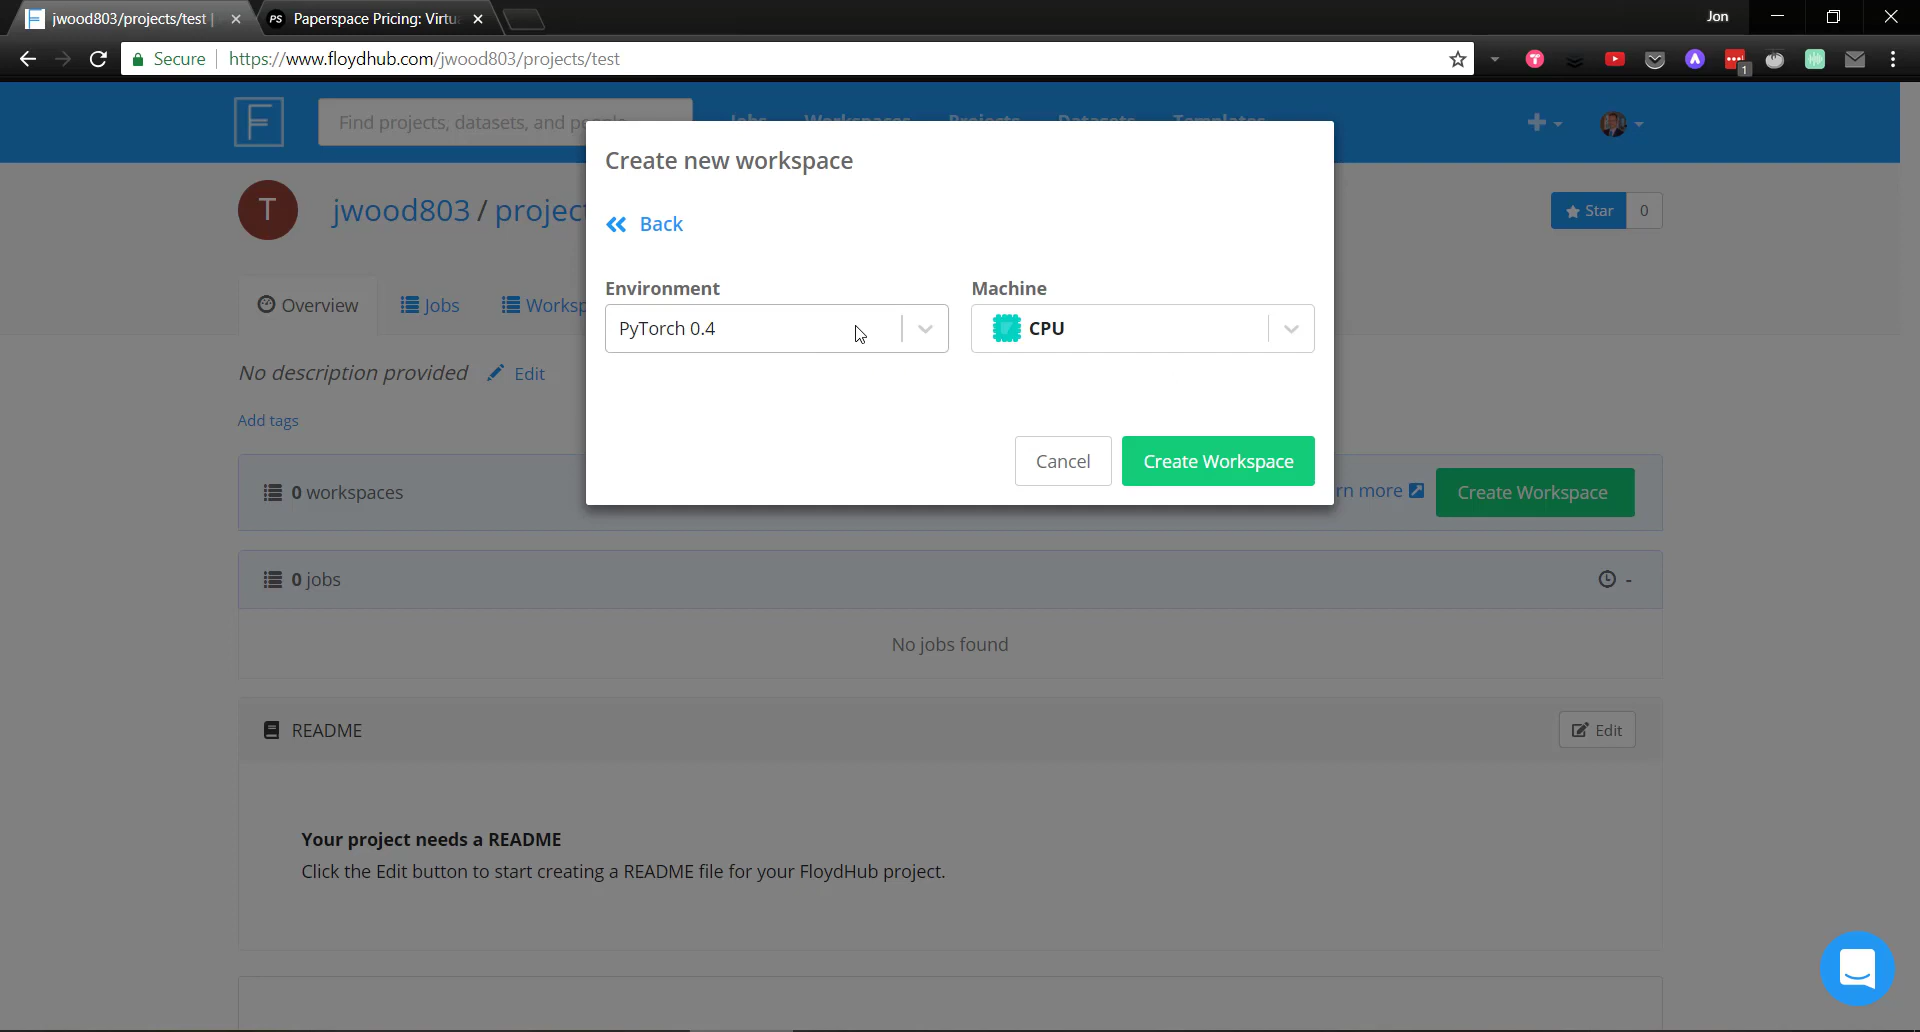 jwood803/projects/test |
PS Paperspace Pricing: Virtu
Jon
Secure
https://www.floydhub.com/jwood803/projects/test
1
F
Find projects, datasets, and people...
Jobs Workspaces Projects Datasets Templates
Create new workspace
T
jwood803 / project
Back
Star 0
Environment
Machine
Overview
Jobs
Worksp
PyTorch 0.4
CPU
No description provided
Edit
Add tags
Cancel
Create Workspace
0 workspaces
rn more
Create Workspace
0 jobs
-
No jobs found
README
Edit
Your project needs a README
Click the Edit button to start creating a README file for your FloydHub project.